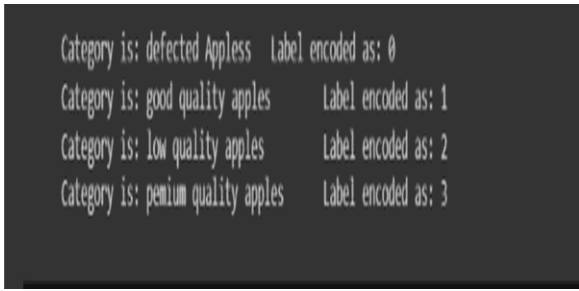 Category is: defected Appless Label encoded as: 0
Category is: good quality apples Label encoded as: 1
Category is: low quality apples Label encoded as: 2
Category is: pemium quality apples Label encoded as: 3